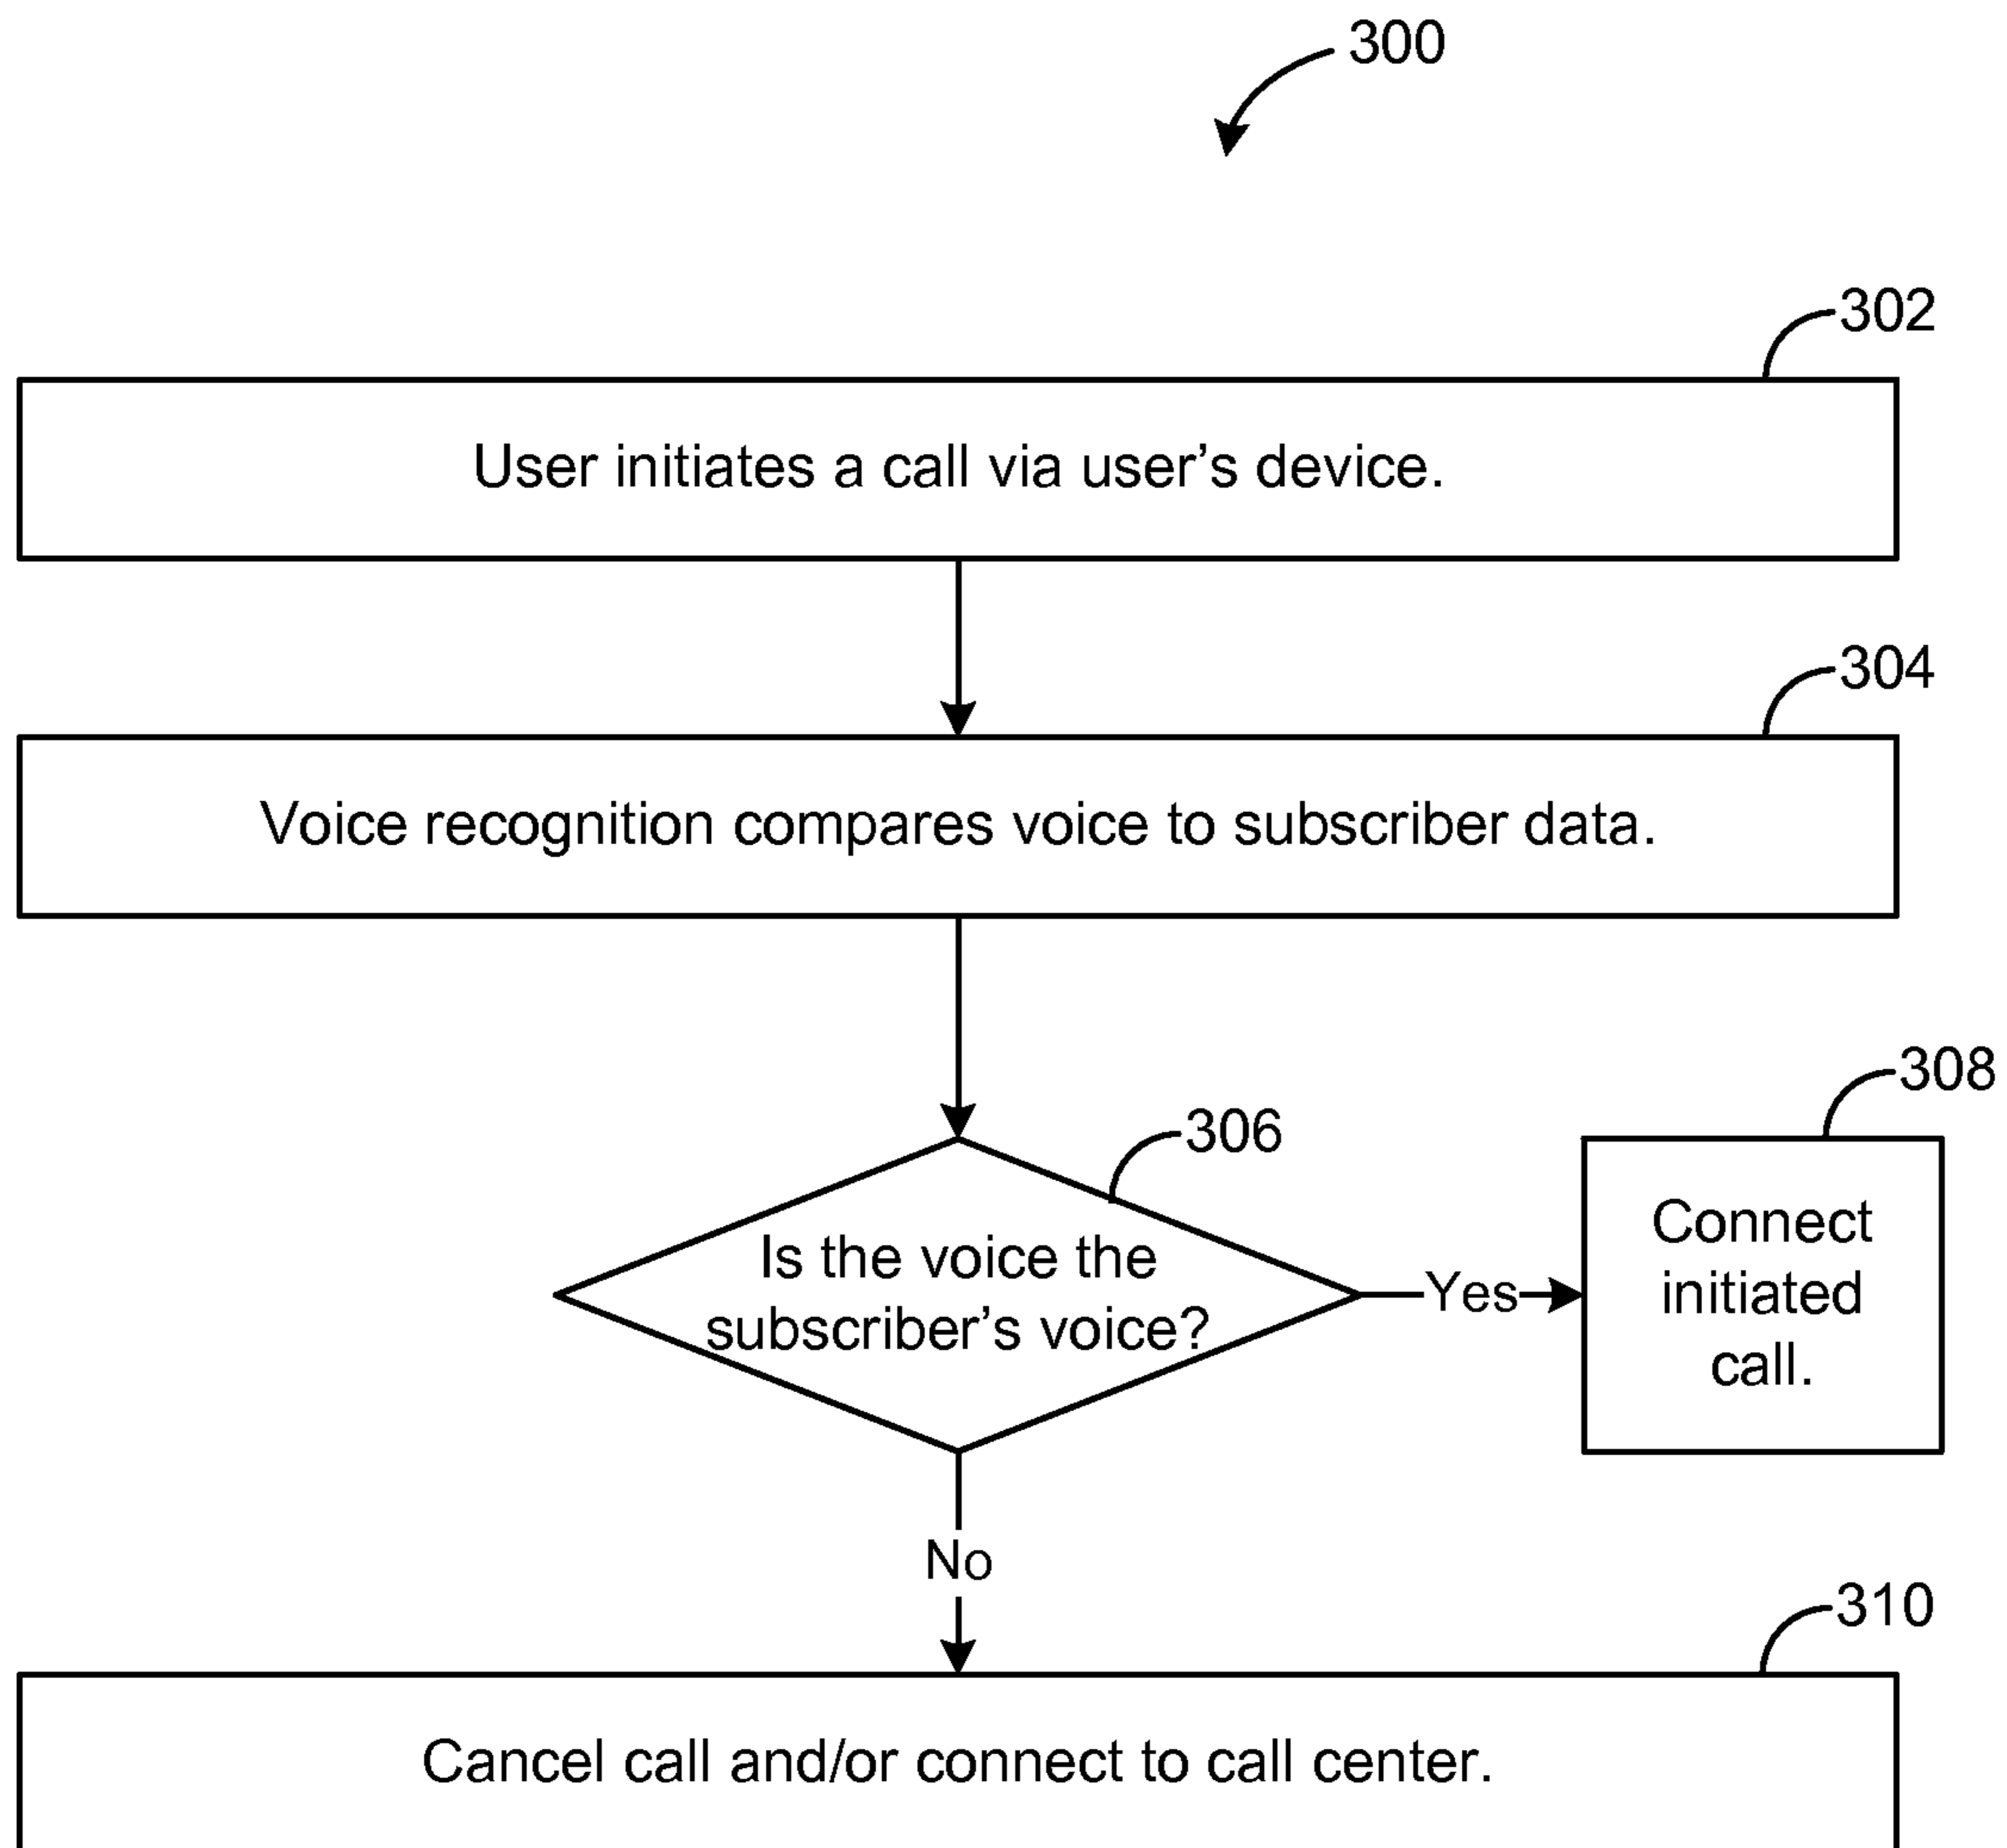 300
302
User initiates a call via user’s device.
304
Voice recognition compares voice to subscriber data.
306
Is the voice the
subscriber’s voice?
Yes
308
Connect
initiated
call.
No
310
Cancel call and/or connect to call center.